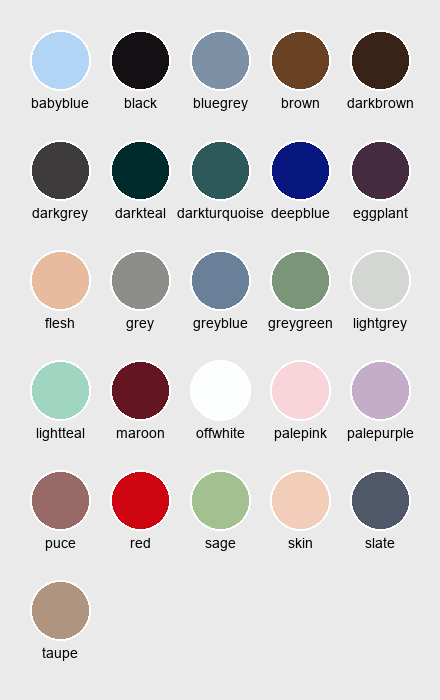 babyblue black bluegrey brown darkbrown
darkgrey darkteal darkturquoise deepblue eggplant
flesh grey greyblue greygreen lightgrey
lightteal maroon offwhite palepink palepurple
puce red sage skin slate
taupe